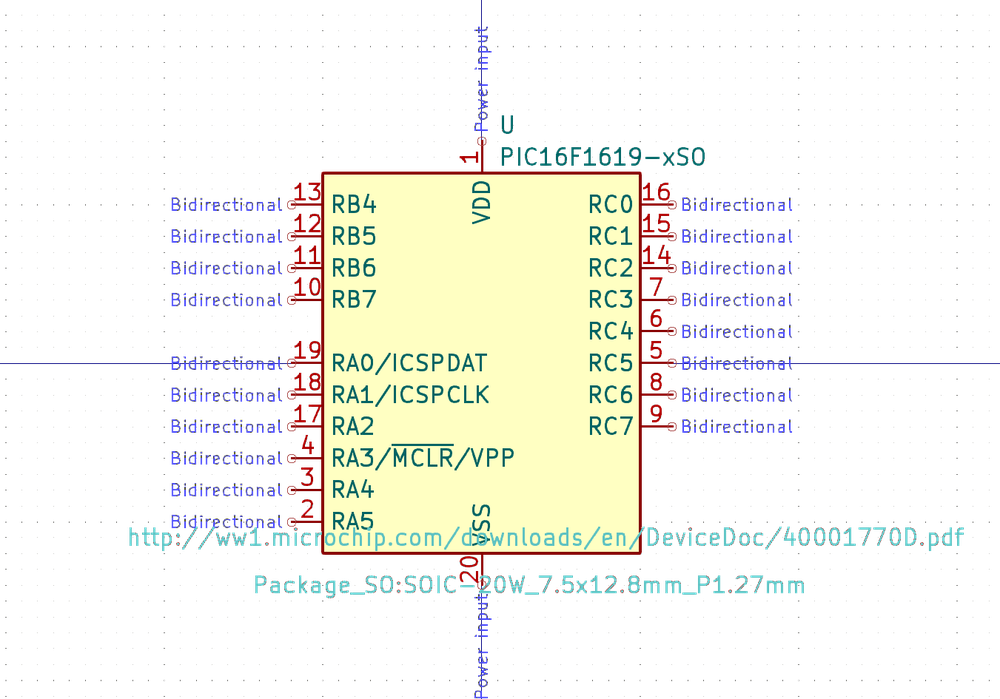 Power input
U
1
PIC16F1619-xSO
VDD
Bidirectional 13 RB4 RC0 16 Bidirectional
Bidirectional 12 RB5 RC1 15 Bidirectional
Bidirectional 11 RB6 RC2 14 Bidirectional
Bidirectional 10 RB7 RC3 7 Bidirectional
RC4 6 Bidirectional
Bidirectional 19 RA0/ICSPDAT RC5 5 Bidirectional
Bidirectional 18 RA1/ICSPCLK RC6 8 Bidirectional
Bidirectional 17 RA2 RC7 9 Bidirectional
Bidirectional 4 RA3/MCLR/VPP
Bidirectional 3 RA4
Bidirectional 2 RA5
VSS
http://ww1.microchip.com/downloads/en/DeviceDoc/40001770D.pdf
20
Package_SO:SOIC-20W_7.5x12.8mm_P1.27mm
Power input